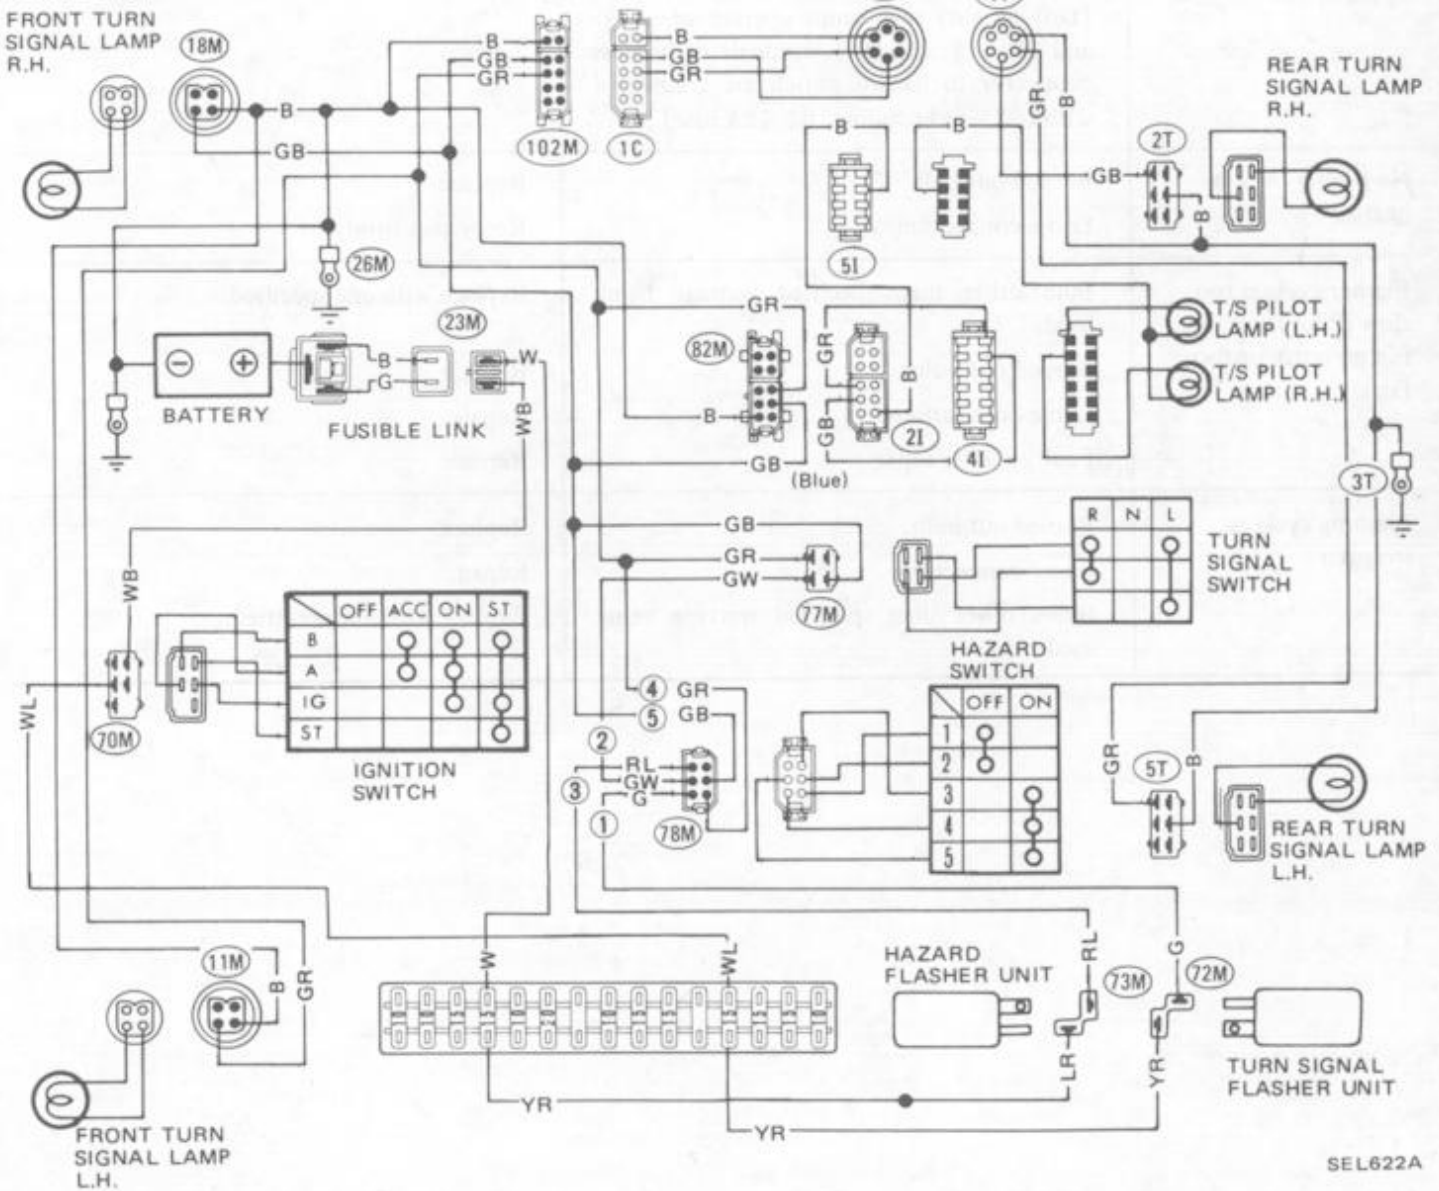 FRONT TURN
SIGNAL LAMP
R.H.
18M
B
GB
GR
102M
1C
B
GB
GR
B
GB
GR
B
REAR TURN
SIGNAL LAMP
R.H.
2T
GB
B
B
B
5I
26M
23M
BATTERY
B
G
W
WB
FUSIBLE LINK
GR
82M
GR
B
GB
B
2I
4I
GB
(Blue)
T/S PILOT
LAMP (L.H.)
T/S PILOT
LAMP (R.H.)
3T
GB
GR
GW
77M
R N L
TURN
SIGNAL
SWITCH
WB
OFF ACC ON ST
B
A
IG
ST
IGNITION
SWITCH
WL
70M
4 GR
5 GB
2
RL
GW
G
3
1
78M
HAZARD
SWITCH
OFF ON
1
2
3
4
5
GR
B
5T
REAR TURN
SIGNAL LAMP
L.H.
11M
B
GR
W
WL
HAZARD
FLASHER UNIT
RL
73M
G
72M
LR
YR
TURN SIGNAL
FLASHER UNIT
YR
YR
FRONT TURN
SIGNAL LAMP
L.H.
SEL622A